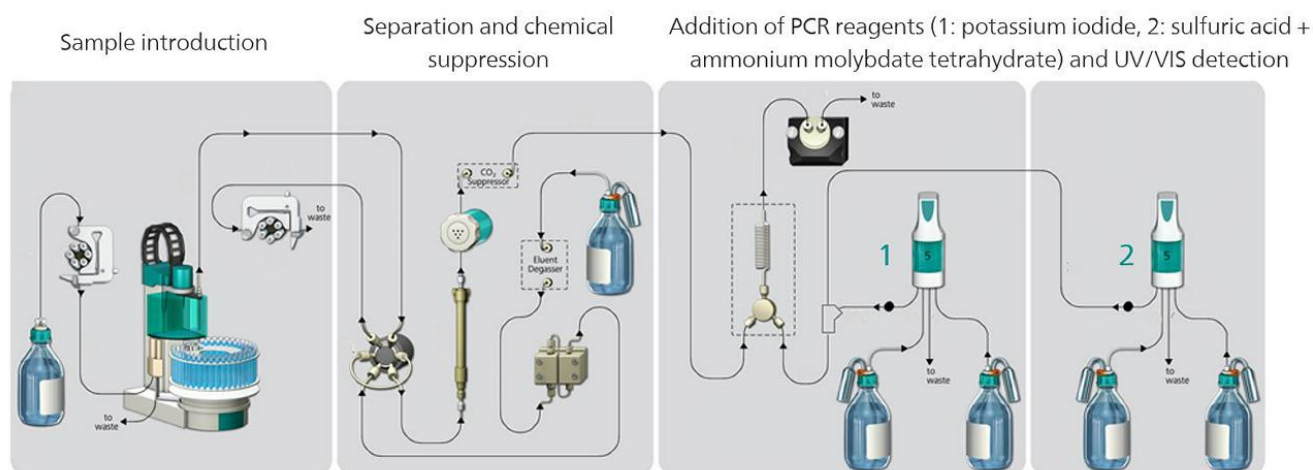 Sample introduction
Separation and chemical
suppression
Addition of PCR reagents (1: potassium iodide, 2: sulfuric acid +
ammonium molybdate tetrahydrate) and UV/VIS detection
to
waste
to
waste
CO₂
Suppressor
Eluent
Degasser
to
waste
1
5
to
waste
2
5
to
waste